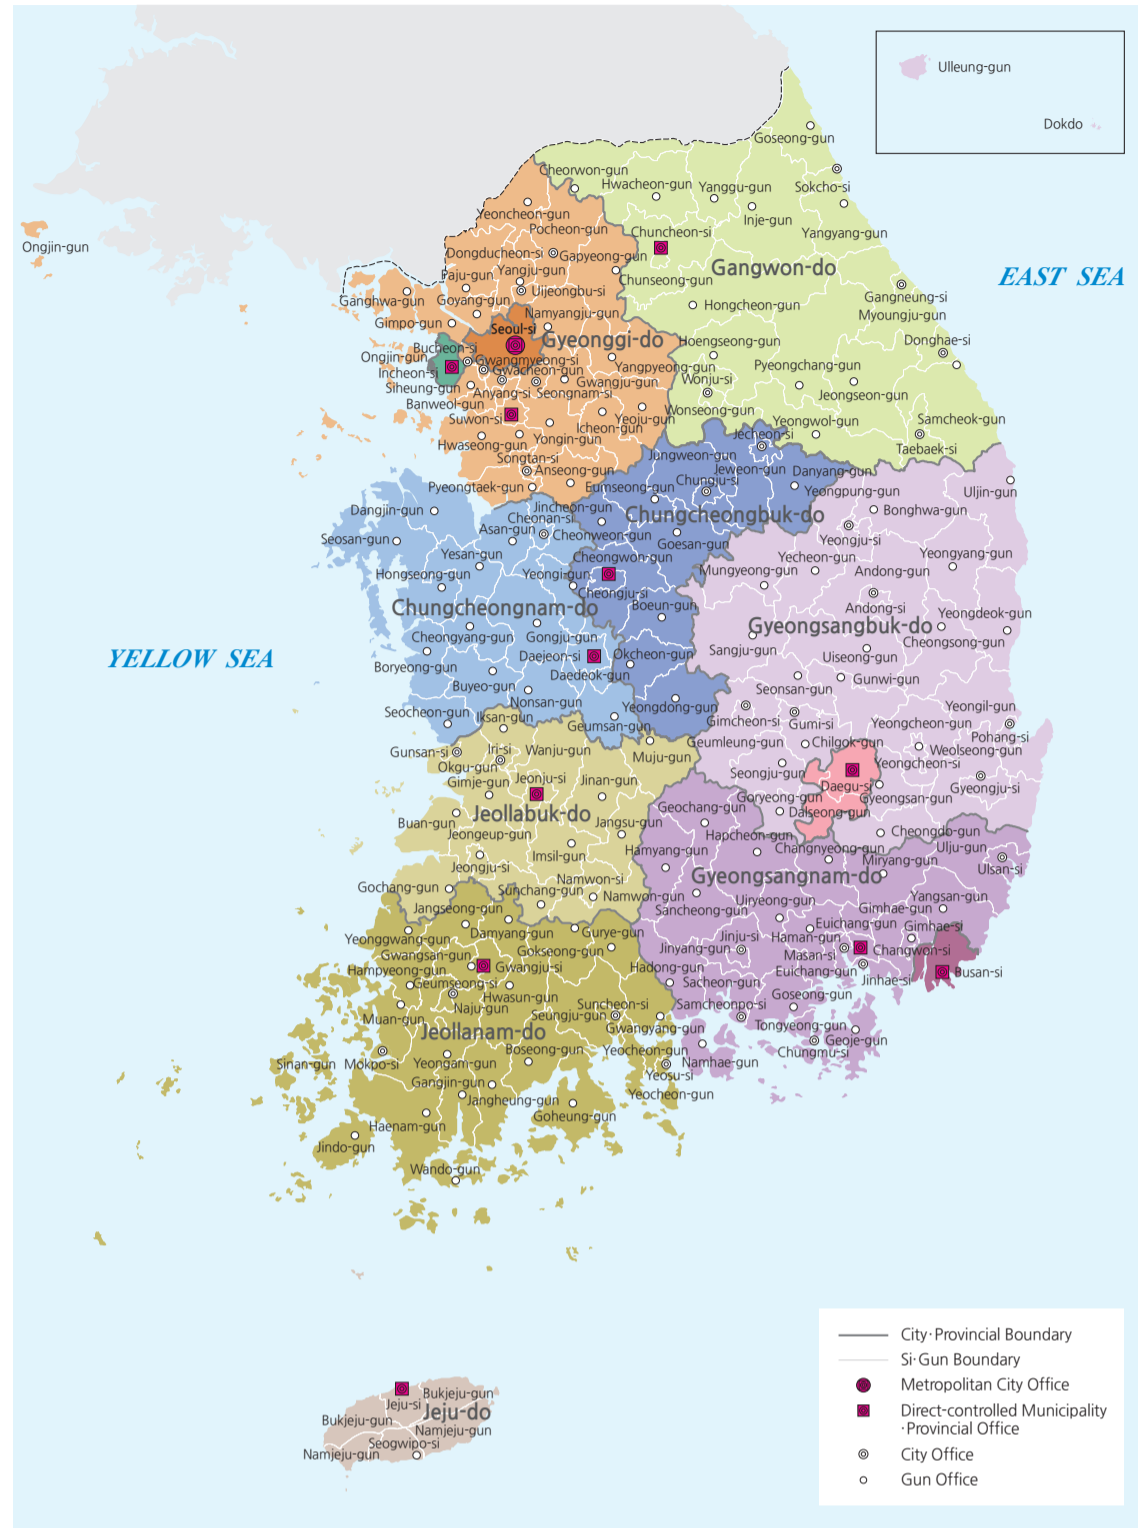 Ulleung-gun
Dokdo
Goseong-gun
Cheorwon-gun
Hwacheon-gun
Yanggu-gun
Sokcho-si
Inje-gun
Yangyang-gun
Yeoncheon-gun
Pocheon-gun
Chuncheon-si
Ongjin-gun
Dongducheon-si
Gapyeong-gun
Gangwon-do
EAST SEA
Paju-gun
Yangju-gun
Chunseong-gun
Ganghwa-gun
Goyang-gun
Uijeongbu-si
Gangneung-si
Hongcheon-gun
Myoungju-gun
Gimpo-gun
Namyangju-gun
Seoul-si
Gyeonggi-do
Hoengseong-gun
Donghae-si
Bucheon-si
Ongjin-gun
Gwangmyeong-si
Incheon-si
Gwacheon-gun
Yangpyeong-gun
Pyeongchang-gun
Siheung-gun
Anyang-si
Seongnam-si
Gwangju-gun
Wonju-si
Jeongseon-gun
Banweol-gun
Suwon-si
Icheon-gun
Yeoju-gun
Wonseong-gun
Yeongwol-gun
Samcheok-gun
Hwaseong-gun
Yongin-gun
Jecheon-si
Taebaek-si
Songtan-si
Jungweon-gun
Anseong-gun
Jeweon-gun
Danyang-gun
Pyeongtaek-gun
Eumseong-gun
Chungju-si
Yeongpung-gun
Uljin-gun
Dangjin-gun
Jincheon-gun
Cheonan-si
Chungcheongbuk-do
Bonghwa-gun
Seosan-gun
Asan-gun
Cheonweon-gun
Goesan-gun
Yeongju-si
Yesan-gun
Cheongwon-gun
Yecheon-gun
Yeongyang-gun
Hongseong-gun
Yeongi-gun
Mungyeong-gun
Andong-gun
Cheongju-si
Chungcheongnam-do
Boeun-gun
Andong-si
Yeongdeok-gun
Gyeongsangbuk-do
Cheongyang-gun
Gongju-gun
Cheongsong-gun
YELLOW SEA
Daejeon-si
Okcheon-gun
Sangju-gun
Uiseong-gun
Boryeong-gun
Daedeok-gun
Gunwi-gun
Buyeo-gun
Seonsan-gun
Nonsan-gun
Yeongdong-gun
Yeongil-gun
Seocheon-gun
Iksan-gun
Geumsan-gun
Gimcheon-si
Gumi-si
Yeongcheon-gun
Pohang-si
Gunsan-si
Iri-si
Wanju-gun
Muju-gun
Geumleung-gun
Chilgok-gun
Weolseong-gun
Okgu-gun
Yeongcheon-si
Gimje-gun
Jeonju-si
Jinan-gun
Seongju-gun
Daegu-si
Gyeongju-si
Goryeong-gun
Gyeongsan-gun
Jeollabuk-do
Geochang-gun
Dalseong-gun
Buan-gun
Jangsu-gun
Jeongeup-gun
Hapcheon-gun
Cheongdo-gun
Imsil-gun
Hamyang-gun
Changnyeong-gun
Ulju-gun
Jeongju-si
Miryang-gun
Ulsan-si
Gyeongsangnam-do
Gochang-gun
Namwon-si
Sunchang-gun
Namwon-gun
Uiryeong-gun
Yangsan-gun
Jangseong-gun
Sancheong-gun
Gimhae-gun
Euichang-gun
Gimhae-si
Yeonggwang-gun
Damyang-gun
Gurye-gun
Jinju-si
Haman-gun
Gokseong-gun
Jinyang-gun
Masan-si
Changwon-si
Gwangsan-gun
Gwangju-si
Hampyeong-gun
Hadong-gun
Euichang-gun
Busan-si
Geumseong-si
Sacheon-gun
Jinhae-si
Hwasun-gun
Naju-gun
Suncheon-si
Samcheonpo-si
Goseong-gun
Muan-gun
Seungju-gun
Gwangyang-gun
Tongyeong-gun
Jeollanam-do
Geoje-gun
Boseong-gun
Yeocheon-gun
Chungmu-si
Sinan-gun
Mokpo-si
Yeongam-gun
Namhae-gun
Yeosu-si
Gangjin-gun
Yeocheon-gun
Jangheung-gun
Goheung-gun
Haenam-gun
Jindo-gun
Wando-gun
City·Provincial Boundary
Si·Gun Boundary
Metropolitan City Office
Direct-controlled Municipality
·Provincial Office
City Office
Gun Office
Bukjeju-gun
Jeju-si
Jeju-do
Bukjeju-gun
Namjeju-gun
Seogwipo-si
Namjeju-gun